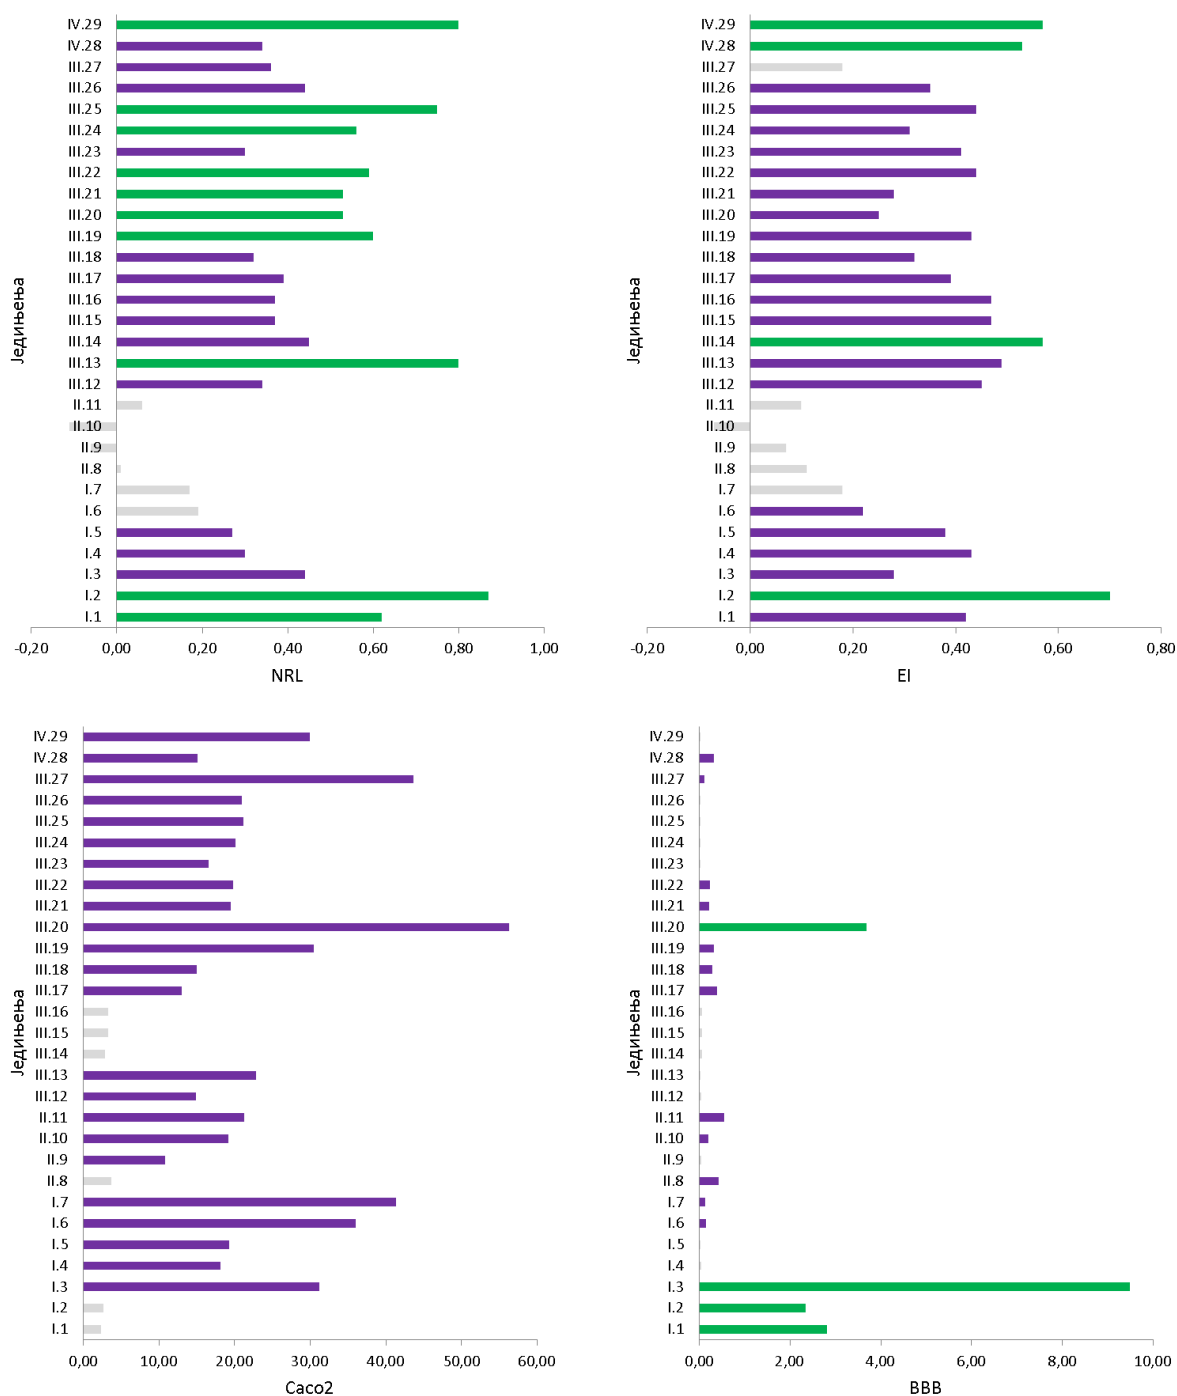 IV.29
IV.28
III.27
III.26
III.25
III.24
III.23
III.22
III.21
III.20
III.19
III.18
III.17
III.16
III.15
III.14
III.13
III.12
II.11
II.10
II.9
II.8
I.7
I.6
I.5
I.4
I.3
I.2
I.1
Једињења
-0,20 0,00 0,20 0,40 0,60 0,80 1,00
NRL
IV.29
IV.28
III.27
III.26
III.25
III.24
III.23
III.22
III.21
III.20
III.19
III.18
III.17
III.16
III.15
III.14
III.13
III.12
II.11
II.10
II.9
II.8
I.7
I.6
I.5
I.4
I.3
I.2
I.1
Једињења
-0,20 0,00 0,20 0,40 0,60 0,80
EI
IV.29
IV.28
III.27
III.26
III.25
III.24
III.23
III.22
III.21
III.20
III.19
III.18
III.17
III.16
III.15
III.14
III.13
III.12
II.11
II.10
II.9
II.8
I.7
I.6
I.5
I.4
I.3
I.2
I.1
Једињења
0,00 10,00 20,00 30,00 40,00 50,00 60,00
Caco2
IV.29
IV.28
III.27
III.26
III.25
III.24
III.23
III.22
III.21
III.20
III.19
III.18
III.17
III.16
III.15
III.14
III.13
III.12
II.11
II.10
II.9
II.8
I.7
I.6
I.5
I.4
I.3
I.2
I.1
Једињења
0,00 2,00 4,00 6,00 8,00 10,00
BBB